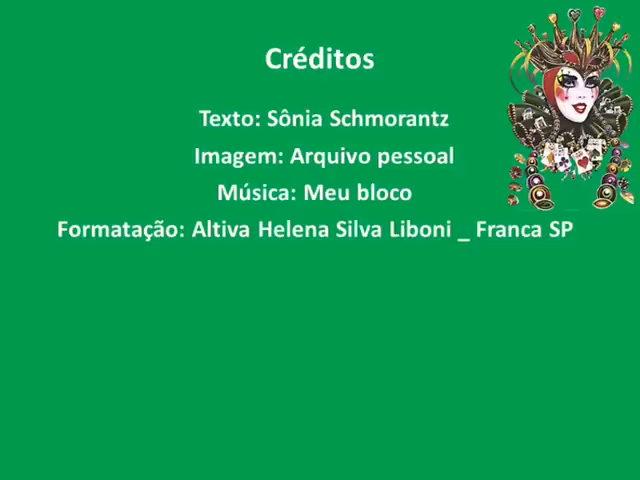 Créditos
Texto: Sônia Schmorantz
Imagem: Arquivo pessoal
Música: Meu bloco
Formatação: Altiva Helena Silva Liboni _ Franca SP